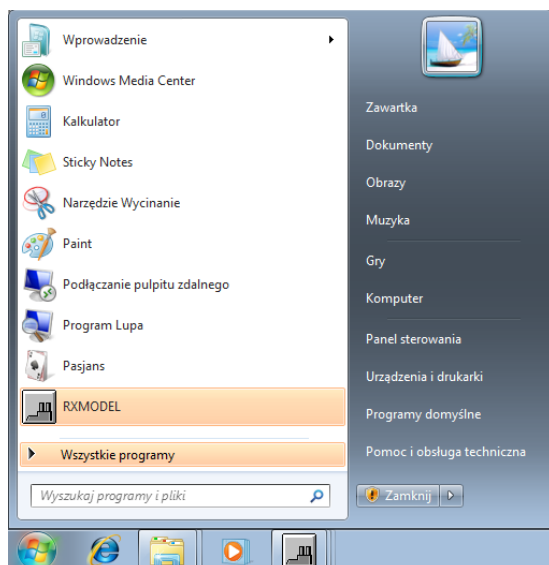 Wprowadzenie
Windows Media Center
Kalkulator
Sticky Notes
Narzędzie Wycinanie
Paint
Podłączanie pulpitu zdalnego
Program Lupa
Pasjans
RXMODEL
Wszystkie programy
Wyszukaj programy i pliki
Zawartka
Dokumenty
Obrazy
Muzyka
Gry
Komputer
Panel sterowania
Urządzenia i drukarki
Programy domyślne
Pomoc i obsługa techniczna
Zamknij